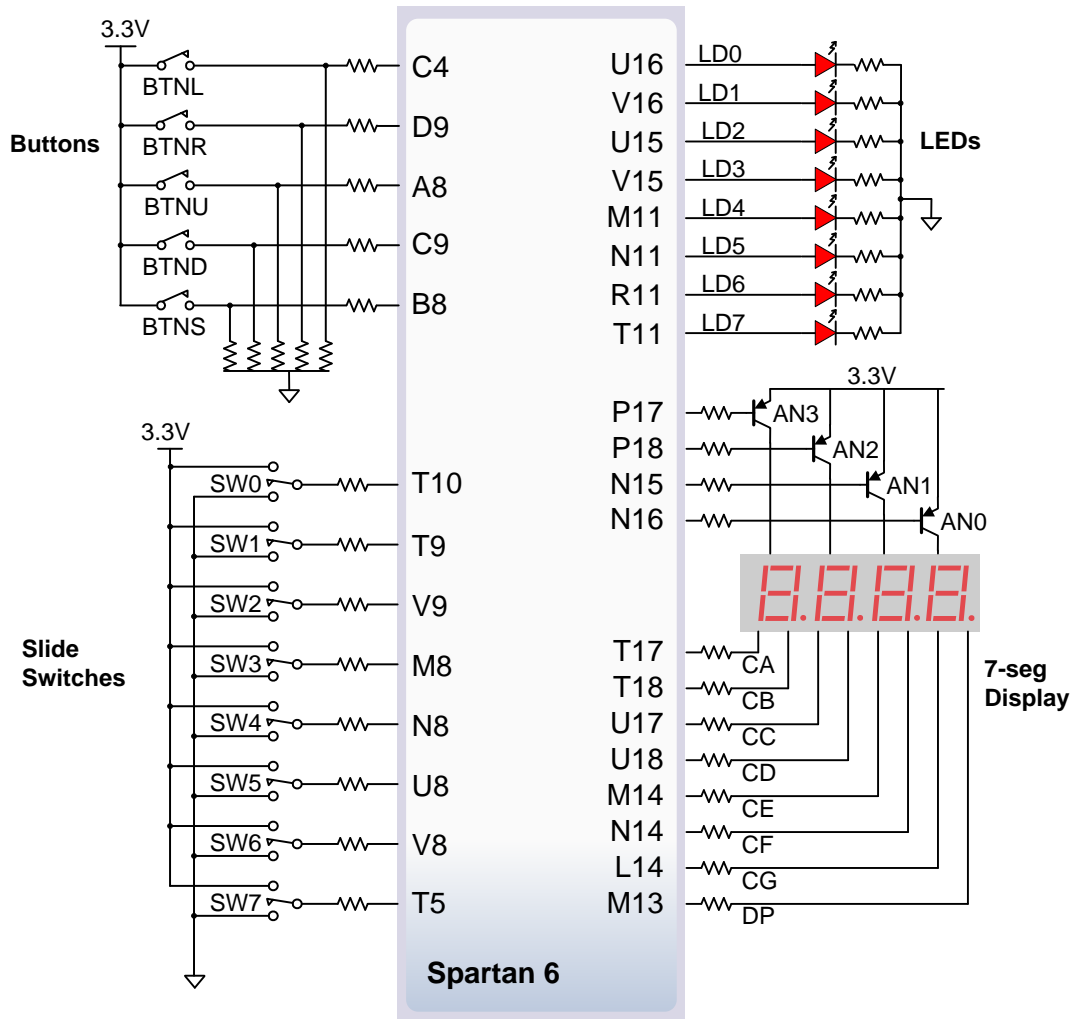 3.3V
BTNL
BTNR
BTNU
BTND
BTNS
Buttons
C4
D9
A8
C9
B8
3.3V
SW0
SW1
SW2
SW3
SW4
SW5
SW6
SW7
Slide
Switches
T10
T9
V9
M8
N8
U8
V8
T5
Spartan 6
U16
V16
U15
V15
M11
N11
R11
T11
LD0
LD1
LD2
LD3
LD4
LD5
LD6
LD7
LEDs
3.3V
P17
P18
N15
N16
AN3
AN2
AN1
AN0
8.8.8.8.
T17
T18
U17
U18
M14
N14
L14
M13
CA
CB
CC
CD
CE
CF
CG
DP
7-seg
Display